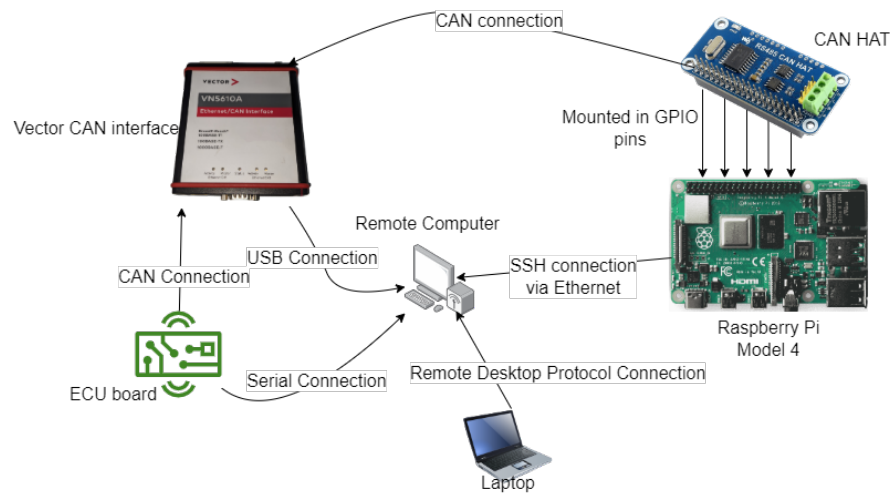 CAN connection
CAN HAT
RS485 CAN HAT
VECTOR
VN5610A
Ethernet/CAN Interface
Vector CAN interface
Mounted in GPIO
pins
Remote Computer
USB Connection
CAN Connection
SSH connection
via Ethernet
HDMI
Raspberry Pi
Model 4
ECU board
Serial Connection
Remote Desktop Protocol Connection
Laptop